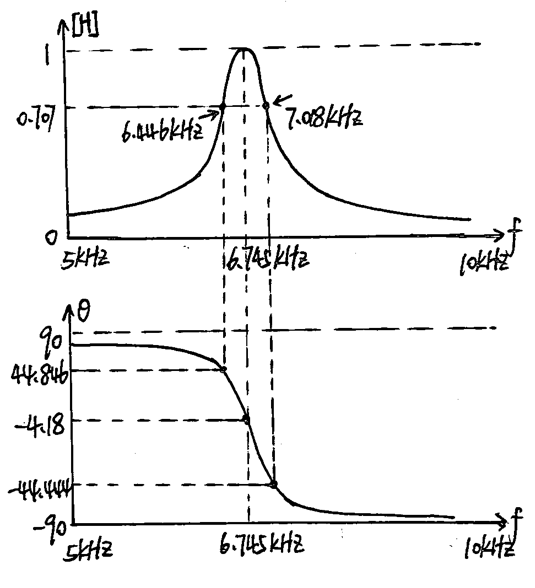 [H]
1
0.707
6.446kHz
7.08kHz
0
5kHz
6.745kHz
10kHz
f
θ
90
44.846
-4.18
-44.444
-90
5kHz
6.745kHz
10kHz
f